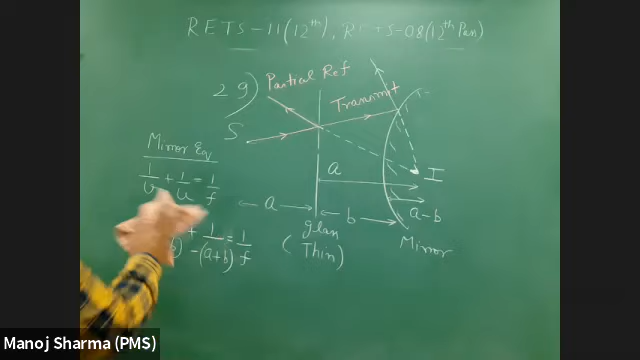 RETS-11(12th), RETS-08(12th Pan)
29)
Partial Ref
Transmit
S
Mirror Eq
1/v + 1/u = 1/f
a
I
a
b
a-b
+ 1/-(a+b) = 1/f
glass
(Thin)
Mirror
Manoj Sharma (PMS)